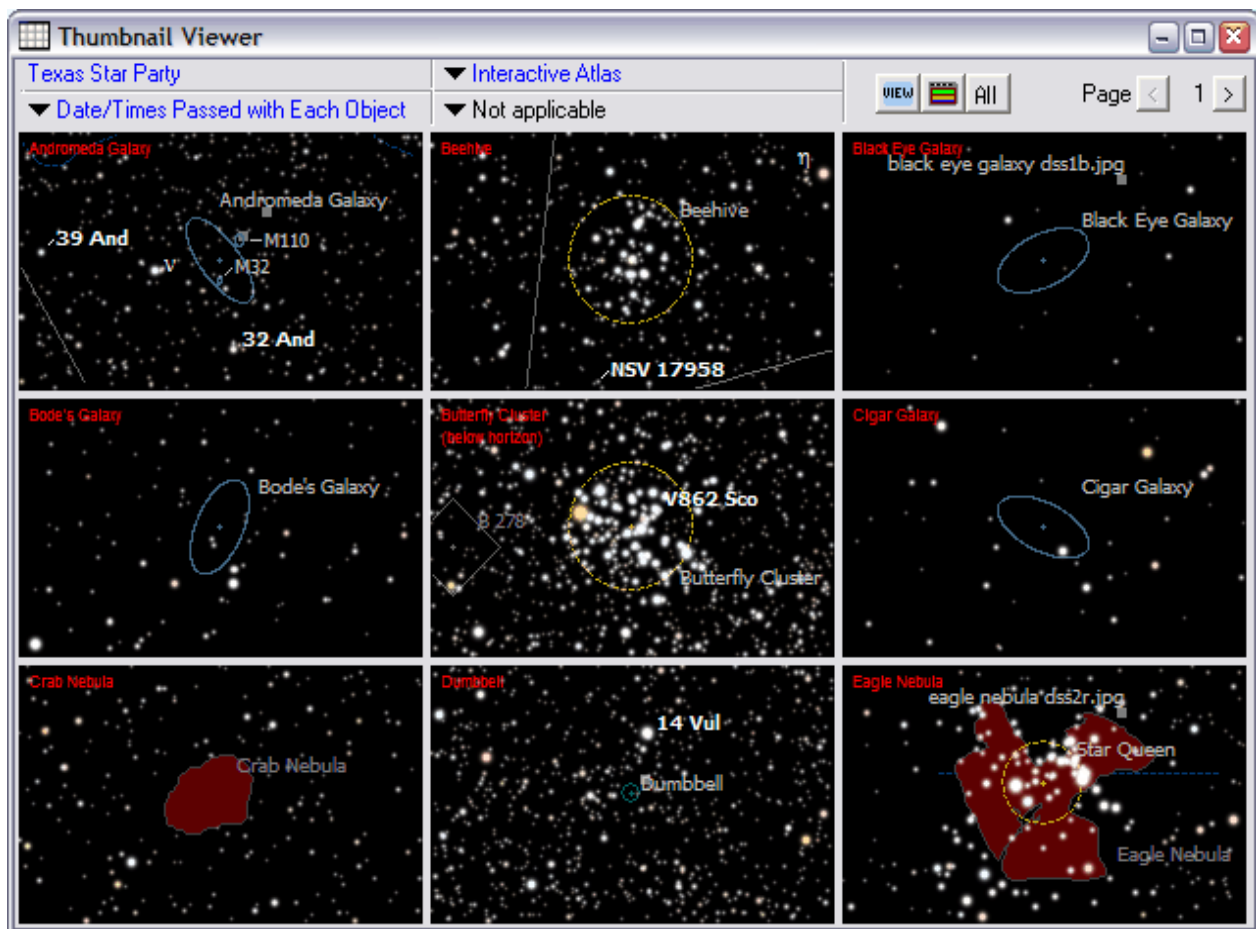 Thumbnail Viewer
Texas Star Party
Interactive Atlas
VIEW
All
Page < 1 >
Date/Times Passed with Each Object
Not applicable
Andromeda Galaxy
Andromeda Galaxy
39 And
M110
ν
M32
32 And
Beehive
η
Beehive
NSV 17958
Black Eye Galaxy
black eye galaxy dss1b.jpg
Black Eye Galaxy
Bode's Galaxy
Bode's Galaxy
Butterfly Cluster
(below horizon)
V862 Sco
B 278
Butterfly Cluster
Cigar Galaxy
Cigar Galaxy
Crab Nebula
Crab Nebula
Dumbbell
14 Vul
Dumbbell
Eagle Nebula
eagle nebula dss2r.jpg
Star Queen
Eagle Nebula